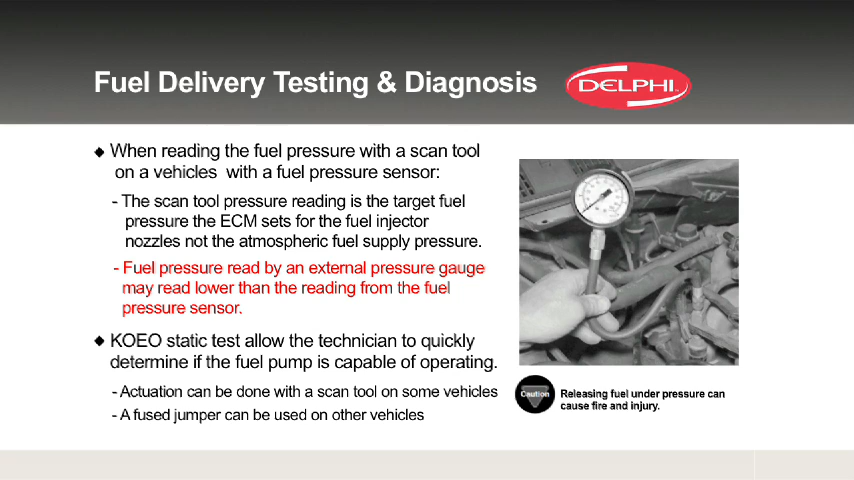 Fuel Delivery Testing & Diagnosis
DELPHI
◆ When reading the fuel pressure with a scan tool
on a vehicles with a fuel pressure sensor:
- The scan tool pressure reading is the target fuel
pressure the ECM sets for the fuel injector
nozzles not the atmospheric fuel supply pressure.
- Fuel pressure read by an external pressure gauge
may read lower than the reading from the fuel
pressure sensor.
◆ KOEO static test allow the technician to quickly
determine if the fuel pump is capable of operating.
- Actuation can be done with a scan tool on some vehicles
- A fused jumper can be used on other vehicles
Caution
Releasing fuel under pressure can
cause fire and injury.